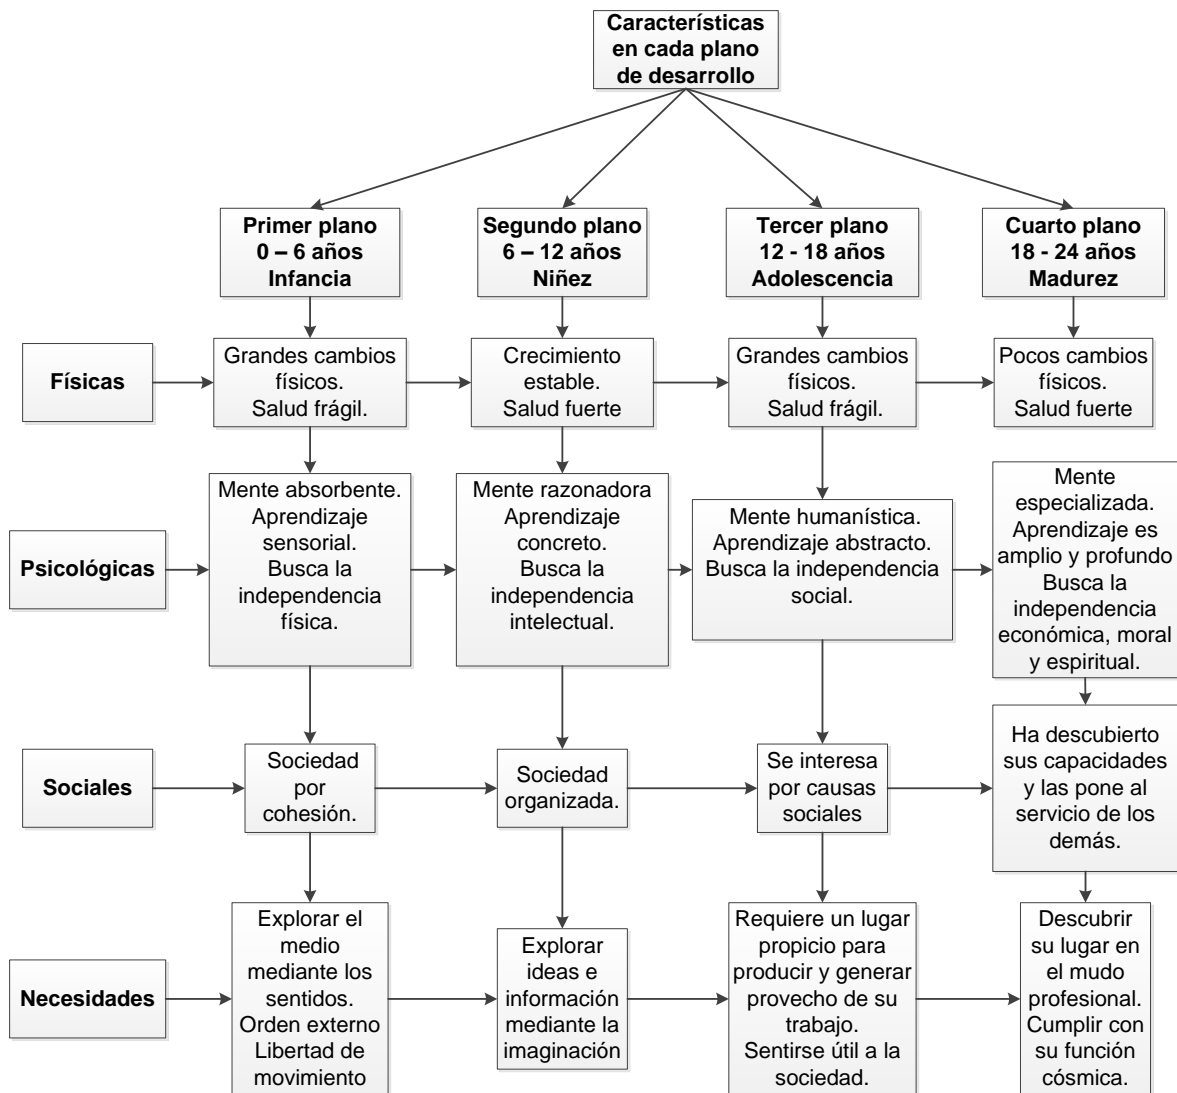 Características
en cada plano
de desarrollo
Primer plano
0 – 6 años
Infancia
Segundo plano
6 – 12 años
Niñez
Tercer plano
12 - 18 años
Adolescencia
Cuarto plano
18 - 24 años
Madurez
Físicas
Grandes cambios
físicos.
Salud frágil.
Crecimiento
estable.
Salud fuerte
Grandes cambios
físicos.
Salud frágil.
Pocos cambios
físicos.
Salud fuerte
Psicológicas
Mente absorbente.
Aprendizaje
sensorial.
Busca la
independencia
física.
Mente razonadora
Aprendizaje
concreto.
Busca la
independencia
intelectual.
Mente humanística.
Aprendizaje abstracto.
Busca la independencia
social.
Mente
especializada.
Aprendizaje es
amplio y profundo
Busca la
independencia
económica, moral
y espiritual.
Sociales
Sociedad
por
cohesión.
Sociedad
organizada.
Se interesa
por causas
sociales
Ha descubierto
sus capacidades
y las pone al
servicio de los
demás.
Necesidades
Explorar el
medio
mediante los
sentidos.
Orden externo
Libertad de
movimiento
Explorar
ideas e
información
mediante la
imaginación
Requiere un lugar
propicio para
producir y generar
provecho de su
trabajo.
Sentirse útil a la
sociedad.
Descubrir
su lugar en
el mudo
profesional.
Cumplir con
su función
cósmica.